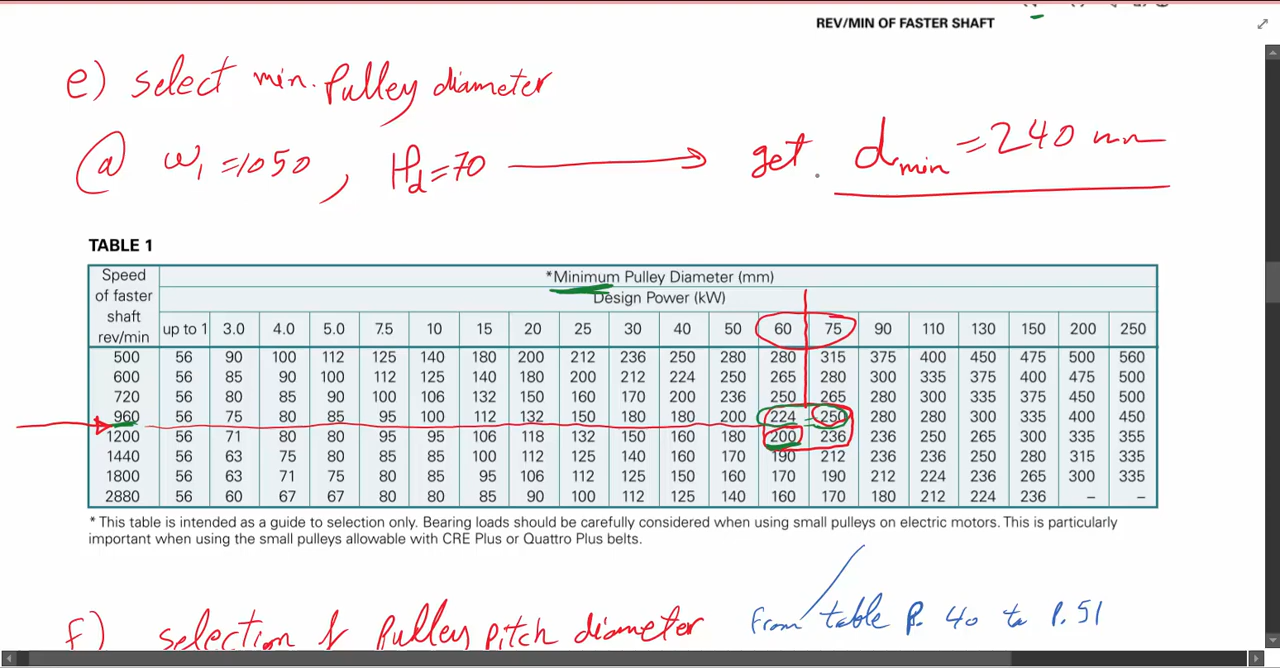 REV/MIN OF FASTER SHAFT
e) select min. Pulley diameter
@ ω1 = 1050, Hd = 70 → get. dmin = 240 mm
TABLE 1
Speed of faster shaft rev/min
*Minimum Pulley Diameter (mm)
Design Power (kW)
up to 1 3.0 4.0 5.0 7.5 10 15 20 25 30 40 50 60 75 90 110 130 150 200 250
500 56 90 100 112 125 140 180 200 212 236 250 280 280 315 375 400 450 475 500 560
600 56 85 90 100 112 125 140 180 200 212 224 250 265 280 300 335 375 400 475 500
720 56 80 85 90 100 106 132 150 160 170 200 236 250 265 280 300 335 375 450 500
960 56 75 80 85 95 100 112 132 150 180 180 200 224 250 280 280 300 335 400 450
1200 56 71 80 80 95 95 106 118 132 150 160 180 200 236 236 250 265 300 335 355
1440 56 63 75 80 85 85 100 112 125 140 160 170 190 212 236 236 250 280 315 335
1800 56 63 71 75 80 85 95 106 112 125 150 160 170 190 212 224 236 265 300 335
2880 56 60 67 67 80 80 85 90 100 112 125 140 160 170 180 212 224 236 – –
* This table is intended as a guide to selection only. Bearing loads should be carefully considered when using small pulleys on electric motors. This is particularly
important when using the small pulleys allowable with CRE Plus or Quattro Plus belts.
f) selection of pulley pitch diameter from table P. 40 to P. 51